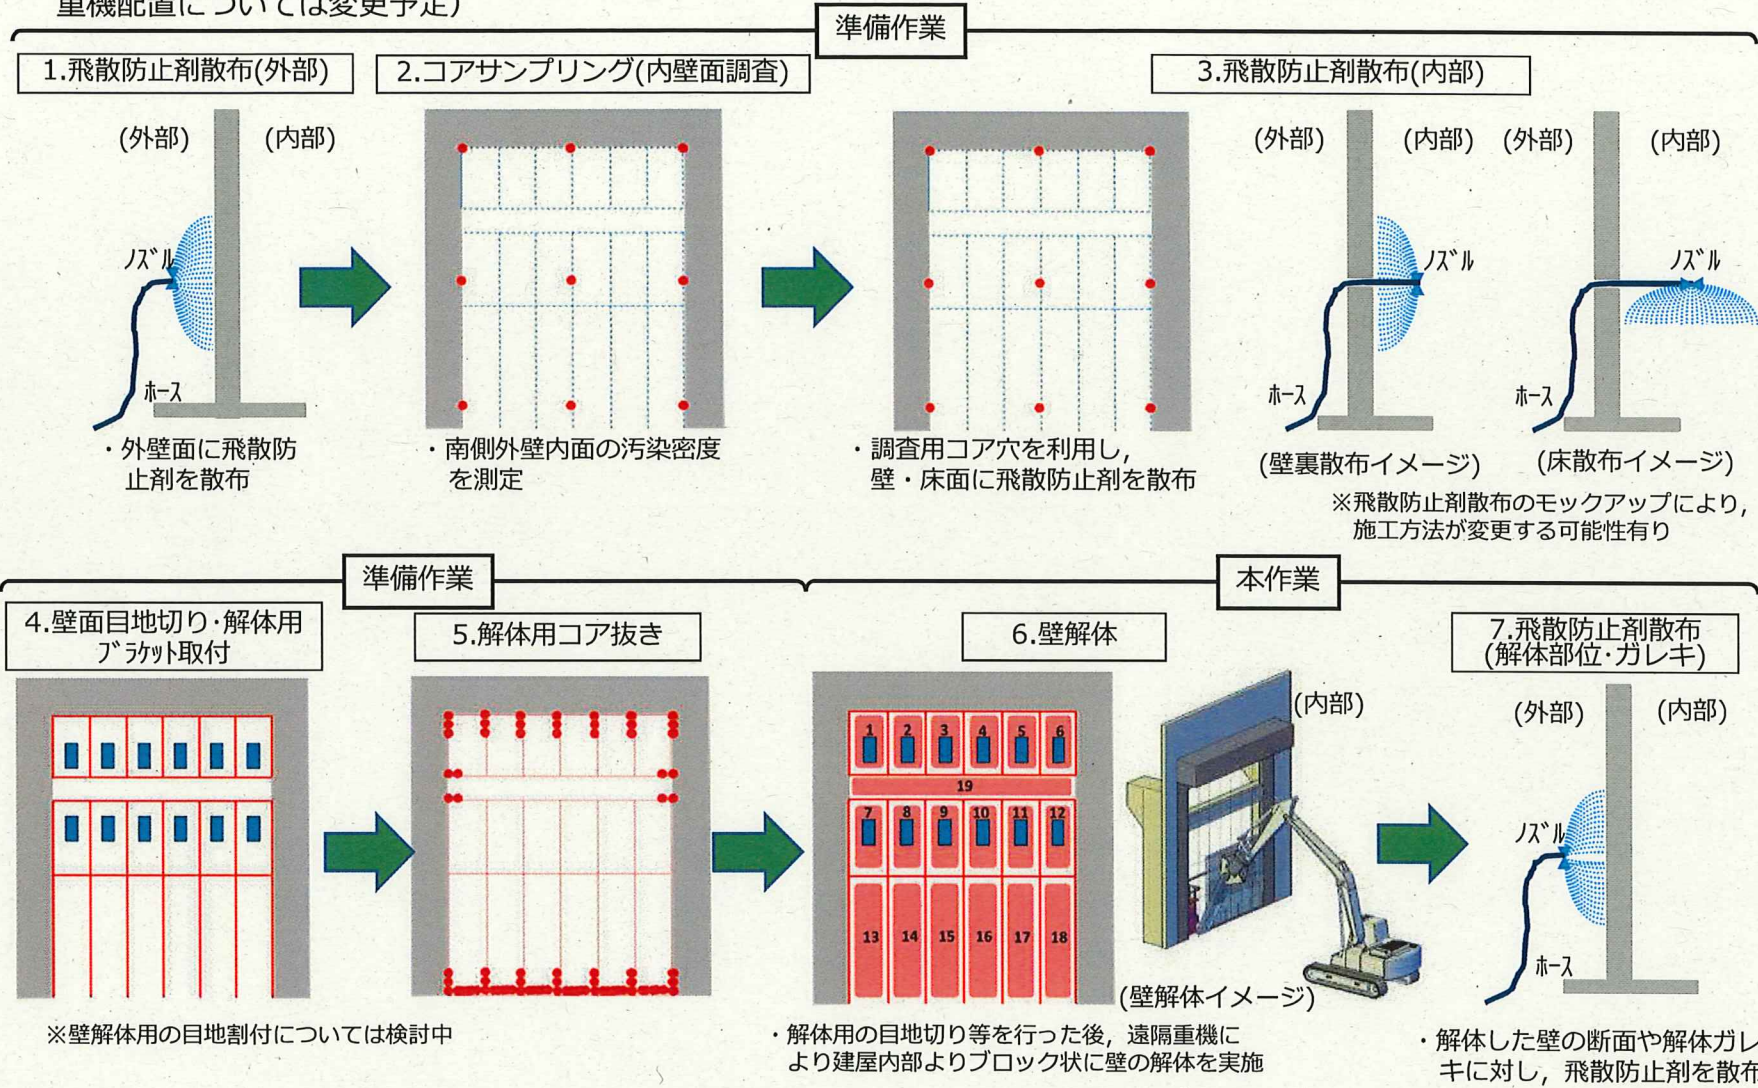 重機配置については変更予定）
準備作業
1.飛散防止剤散布(外部)
(外部)
(内部)
ノズル
ホース
・外壁面に飛散防
止剤を散布
2.コアサンプリング(内壁面調査)
・南側外壁内面の汚染密度
を測定
3.飛散防止剤散布(内部)
・調査用コア穴を利用し，
壁・床面に飛散防止剤を散布
(外部)
(内部)
ノズル
ホース
(壁裏散布イメージ)
(外部)
(内部)
ノズル
ホース
(床散布イメージ)
※飛散防止剤散布のモックアップにより，
施工方法が変更する可能性有り
準備作業
4.壁面目地切り･解体用
ブラケット取付
※壁解体用の目地割付については検討中
5.解体用コア抜き
本作業
6.壁解体
1 2 3 4 5 6
19
7 8 9 10 11 12
13 14 15 16 17 18
(内部)
(壁解体イメージ)
・解体用の目地切り等を行った後，遠隔重機に
より建屋内部よりブロック状に壁の解体を実施
7.飛散防止剤散布
(解体部位･ガレキ)
(外部)
(内部)
ノズル
ホース
・解体した壁の断面や解体ガレ
キに対し，飛散防止剤を散布